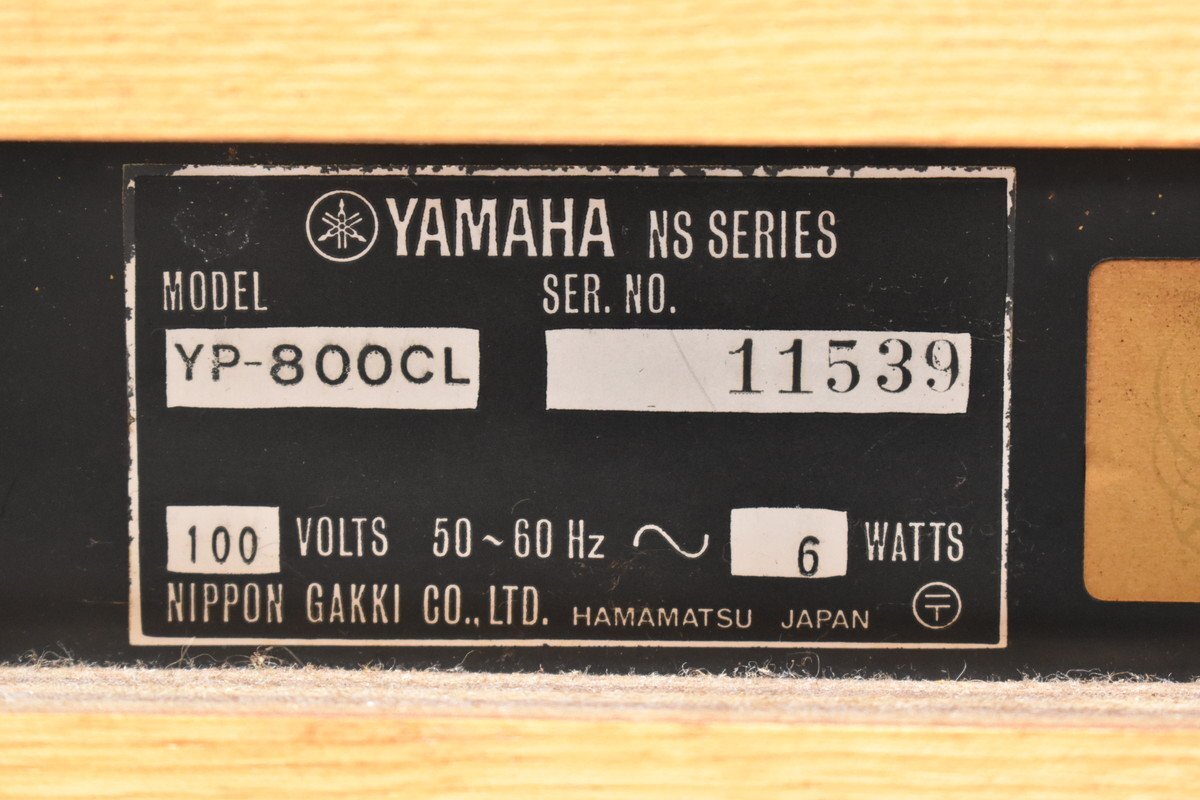 YAMAHA NS SERIES
MODEL SER. NO.
YP-800CL 11539
100 VOLTS 50~60 Hz ~ 6 WATTS
NIPPON GAKKI CO., LTD. HAMAMATSU JAPAN 〒